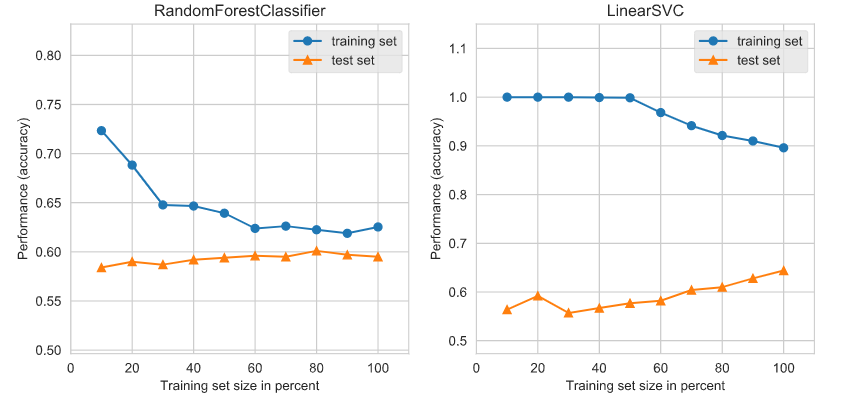 RandomForestClassifier
training set
test set
0.80
0.75
0.70
0.65
0.60
0.55
0.50
Performance (accuracy)
0 20 40 60 80 100
Training set size in percent
LinearSVC
training set
test set
1.1
1.0
0.9
0.8
0.7
0.6
0.5
Performance (accuracy)
0 20 40 60 80 100
Training set size in percent